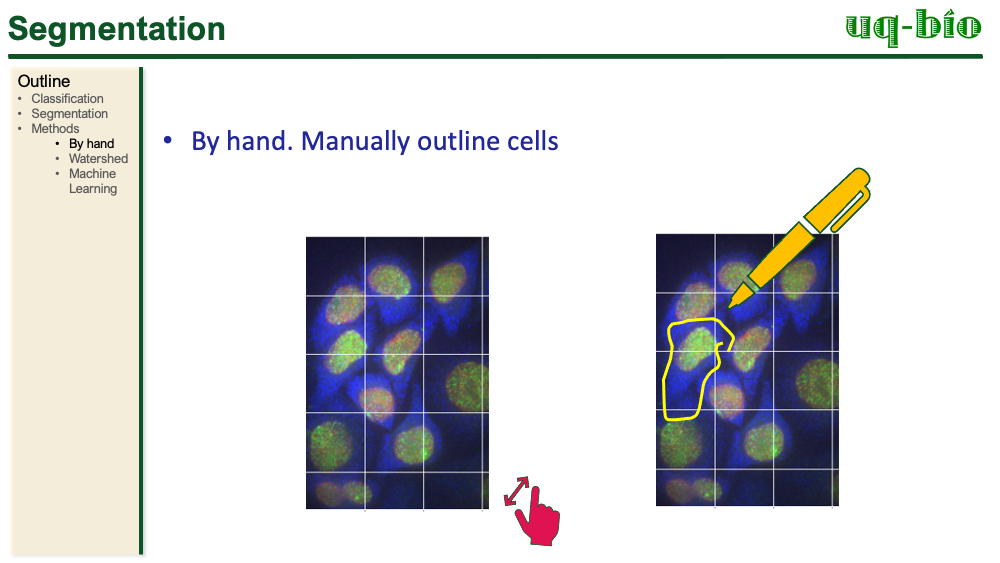 Segmentation
uq-bio
Outline
• Classification
• Segmentation
• Methods
• By hand
• Watershed
• Machine
Learning
• By hand. Manually outline cells